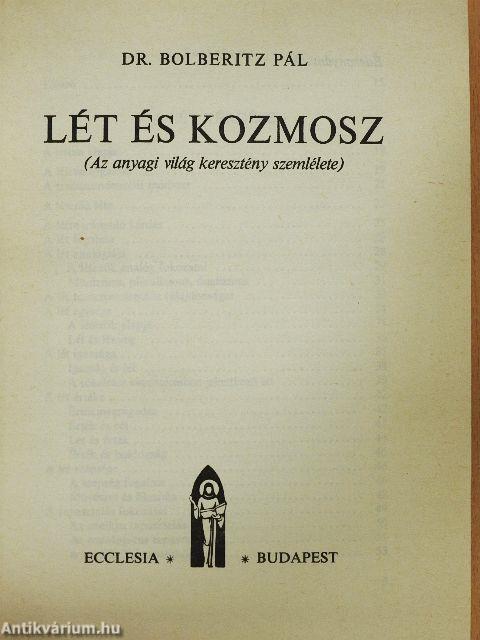 DR. BOLBERITZ PÁL
LÉT ÉS KOZMOSZ
(Az anyagi világ keresztény szemlélete)
ECCLESIA * * BUDAPEST
Antikvárium.hu